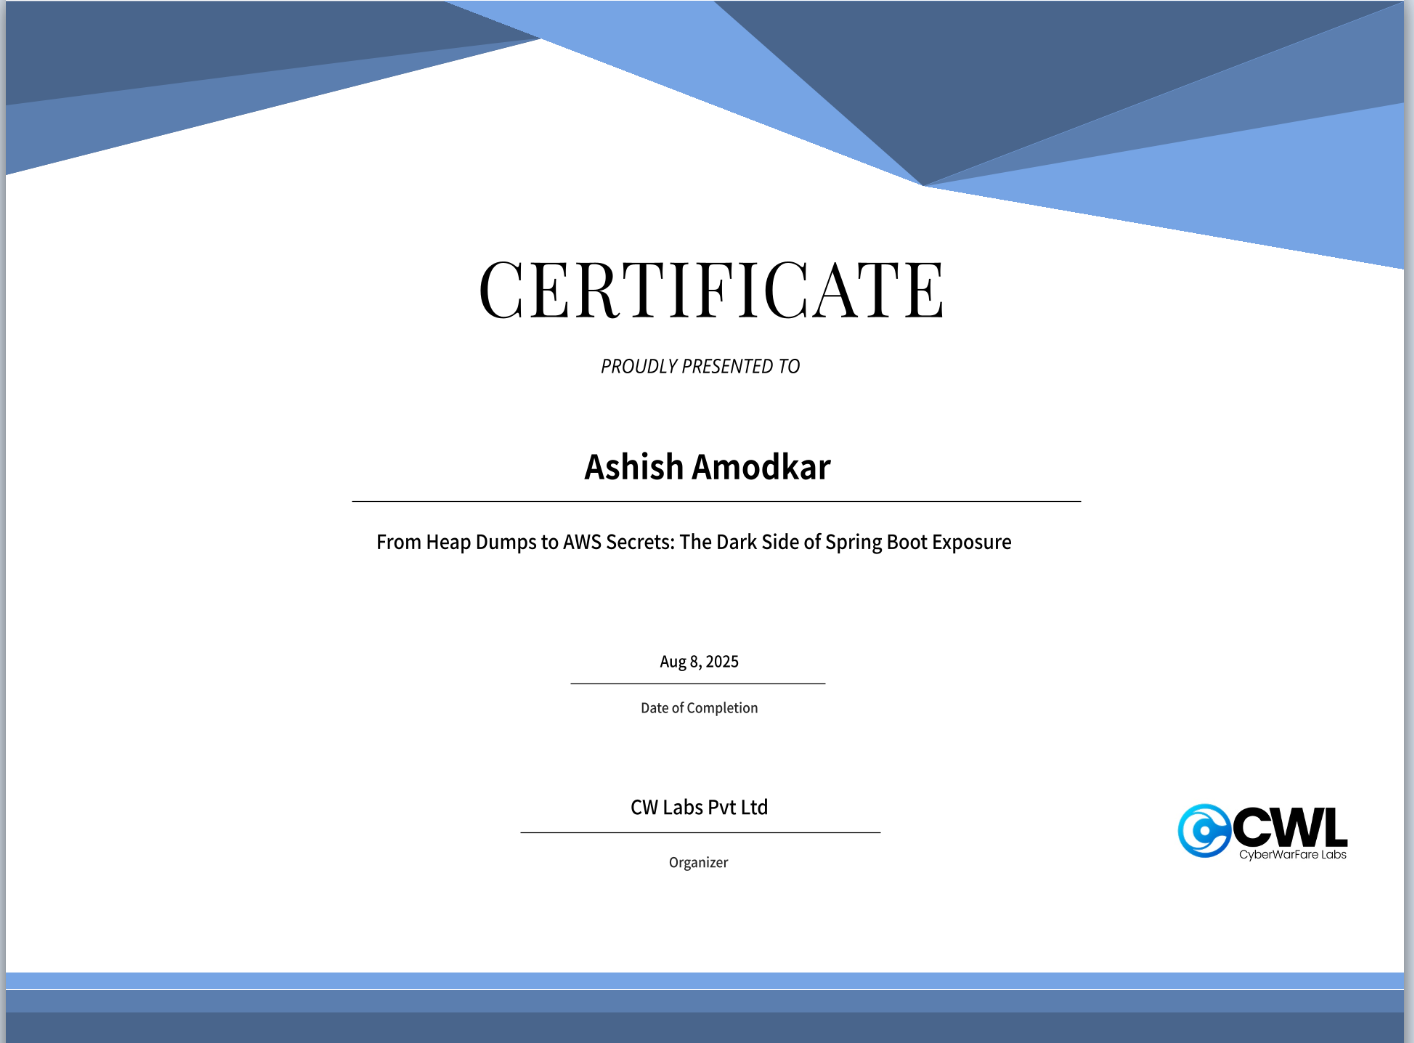 CERTIFICATE
PROUDLY PRESENTED TO
Ashish Amodkar
From Heap Dumps to AWS Secrets: The Dark Side of Spring Boot Exposure
Aug 8, 2025
Date of Completion
CW Labs Pvt Ltd
Organizer
CWL
CyberWarFare Labs